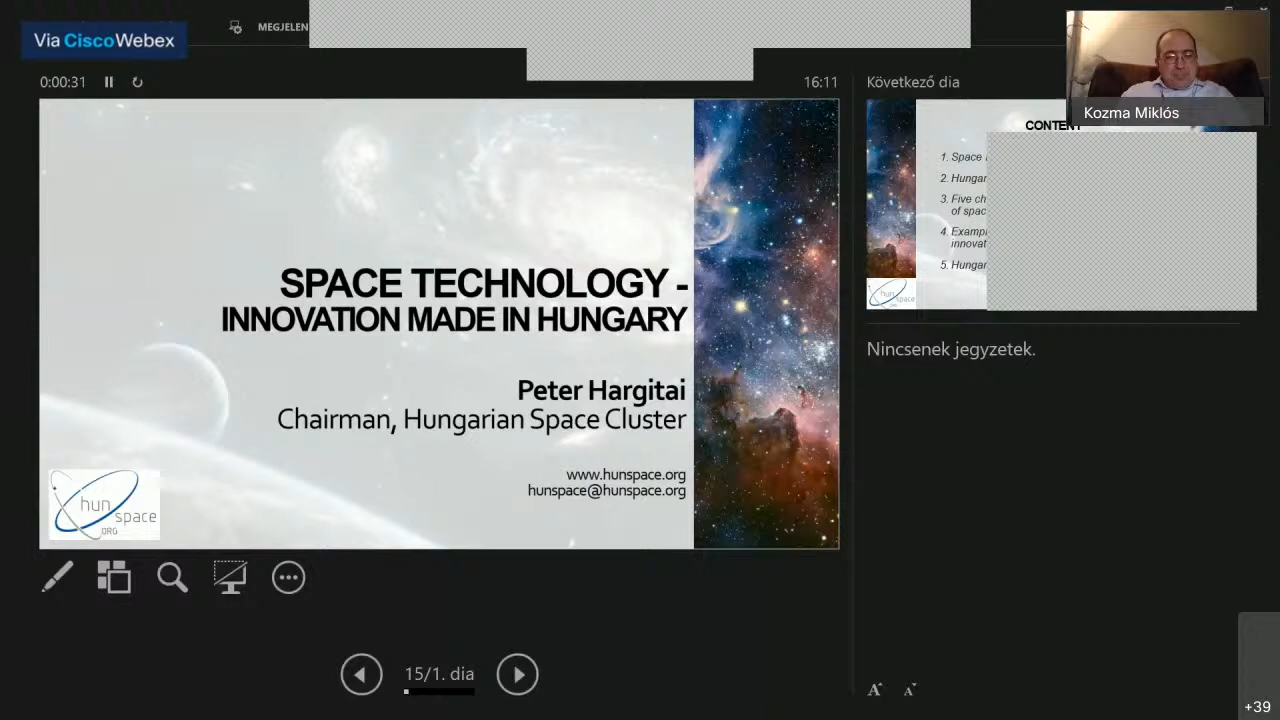 Via CiscoWebex
MEGJELEN
0:00:31
16:11
Következő dia
Kozma Miklós
SPACE TECHNOLOGY -
INNOVATION MADE IN HUNGARY
Peter Hargitai
Chairman, Hungarian Space Cluster
www.hunspace.org
hunspace@hunspace.org
hun
space
.ORG
CONTENT
1. Space
2. Hungar
3. Five ch
of spac
4. Exampl
innovat
5. Hungar
hun
space
Nincsenek jegyzetek.
15/1. dia
A A
+39